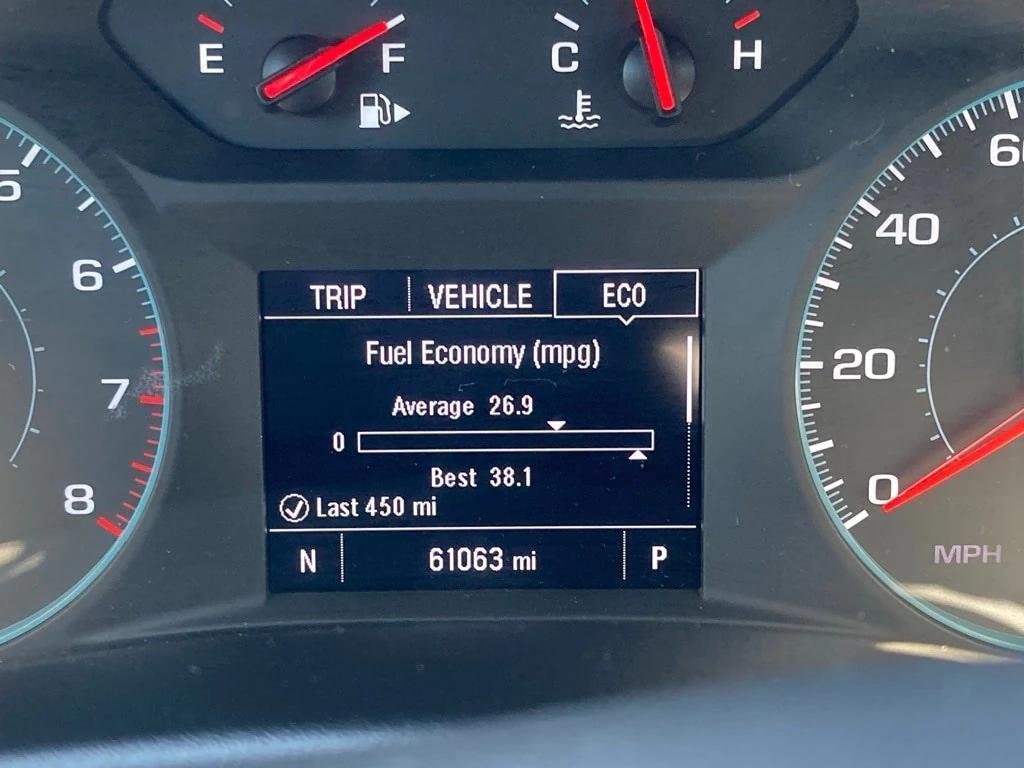 E F C H
5
6
7
8
60
40
20
0
MPH
TRIP VEHICLE ECO
Fuel Economy (mpg)
Average 26.9
0
Best 38.1
Last 450 mi
N 61063 mi P